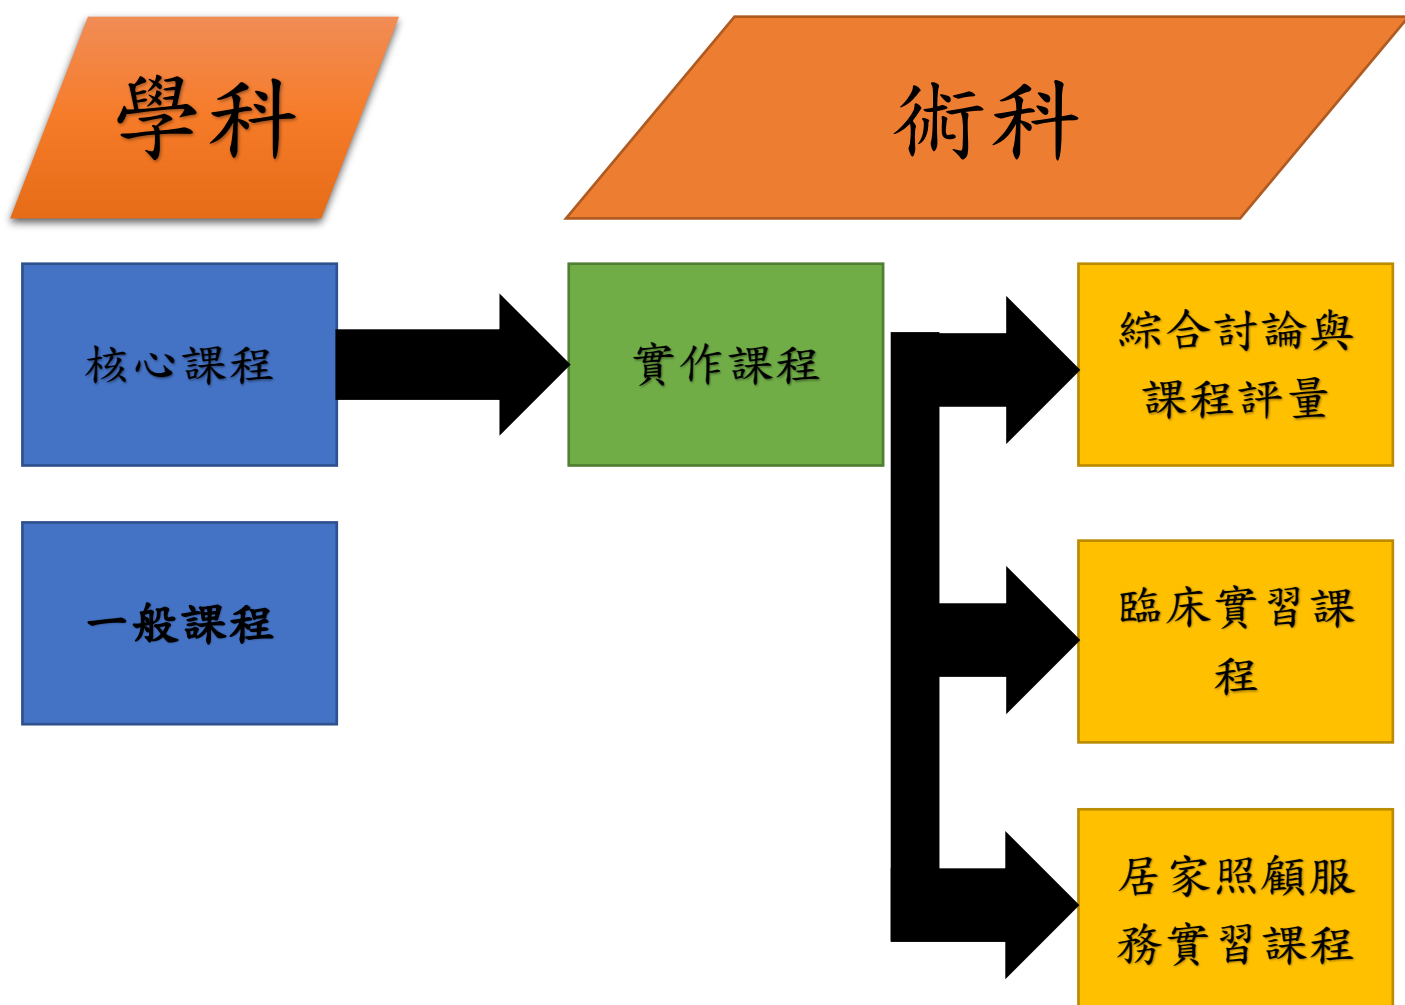 學科
術科
核心課程
實作課程
綜合討論與
課程評量
一般課程
臨床實習課
程
居家照顧服
務實習課程